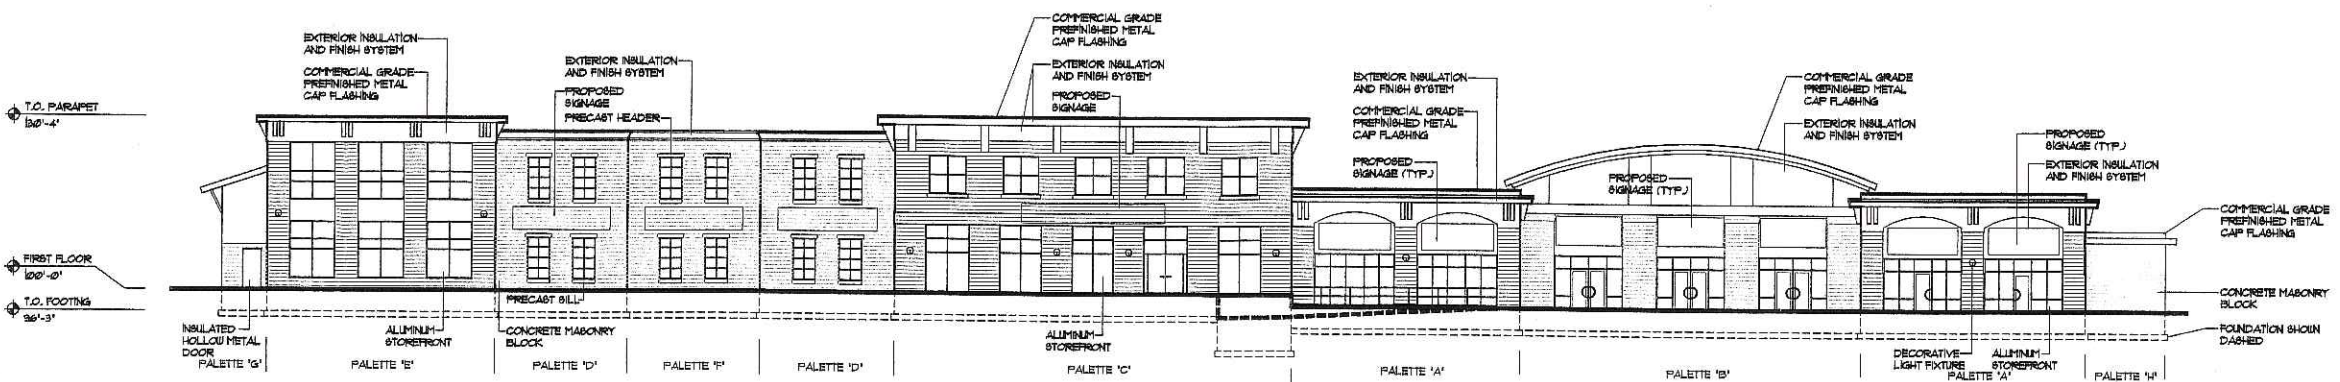 COMMERCIAL GRADE
PREFINISHED METAL
CAP FLASHING
EXTERIOR INSULATION
AND FINISH SYSTEM
PROPOSED
SIGNAGE
EXTERIOR INSULATION
AND FINISH SYSTEM
COMMERCIAL GRADE
PREFINISHED METAL
CAP FLASHING
EXTERIOR INSULATION
AND FINISH SYSTEM
PROPOSED
SIGNAGE
PRECAST HEADER
EXTERIOR INSULATION
AND FINISH SYSTEM
COMMERCIAL GRADE
PREFINISHED METAL
CAP FLASHING
PROPOSED
SIGNAGE (TYP.)
COMMERCIAL GRADE
PREFINISHED METAL
CAP FLASHING
EXTERIOR INSULATION
AND FINISH SYSTEM
PROPOSED
SIGNAGE (TYP.)
PROPOSED
SIGNAGE (TYP.)
EXTERIOR INSULATION
AND FINISH SYSTEM
COMMERCIAL GRADE
PREFINISHED METAL
CAP FLASHING
T.O. PARAPET
130'-4"
FIRST FLOOR
100'-0"
T.O. FOOTING
96'-3"
PRECAST SILL
INSULATED
HOLLOW METAL
DOOR
ALUMINUM
STOREFRONT
CONCRETE MASONRY
BLOCK
ALUMINUM
STOREFRONT
CONCRETE MASONRY
BLOCK
FOUNDATION SHOWN
DASHED
DECORATIVE
LIGHT FIXTURE
ALUMINUM
STOREFRONT
PALETTE 'G'
PALETTE 'E'
PALETTE 'D'
PALETTE 'F'
PALETTE 'D'
PALETTE 'C'
PALETTE 'A'
PALETTE 'B'
PALETTE 'A'
PALETTE 'H'